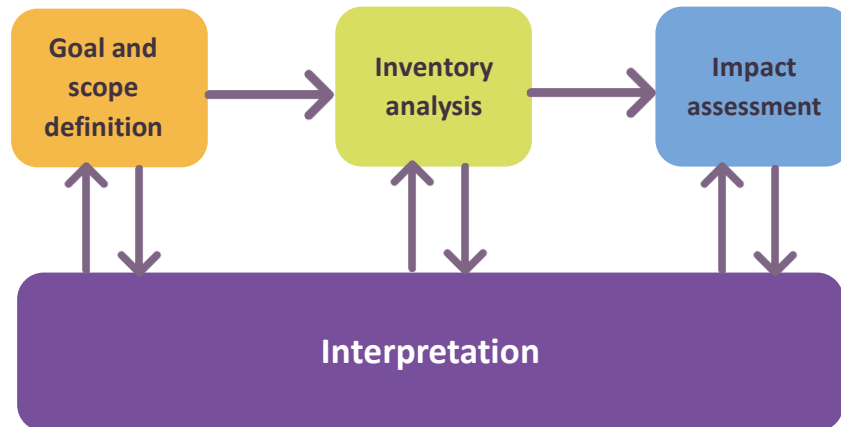 Goal and
scope
definition
Inventory
analysis
Impact
assessment
Interpretation